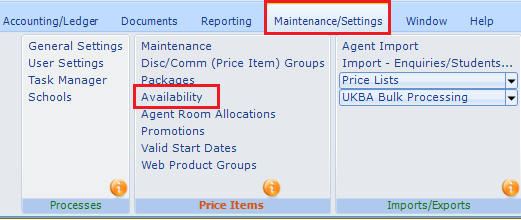 Accounting/Ledger Documents Reporting Maintenance/Settings Window Help
General Settings
User Settings
Task Manager
Schools
Processes
Maintenance
Disc/Comm (Price Item) Groups
Packages
Availability
Agent Room Allocations
Promotions
Valid Start Dates
Web Product Groups
Price Items
Agent Import
Import - Enquiries/Students...
Price Lists
UKBA Bulk Processing
Imports/Exports